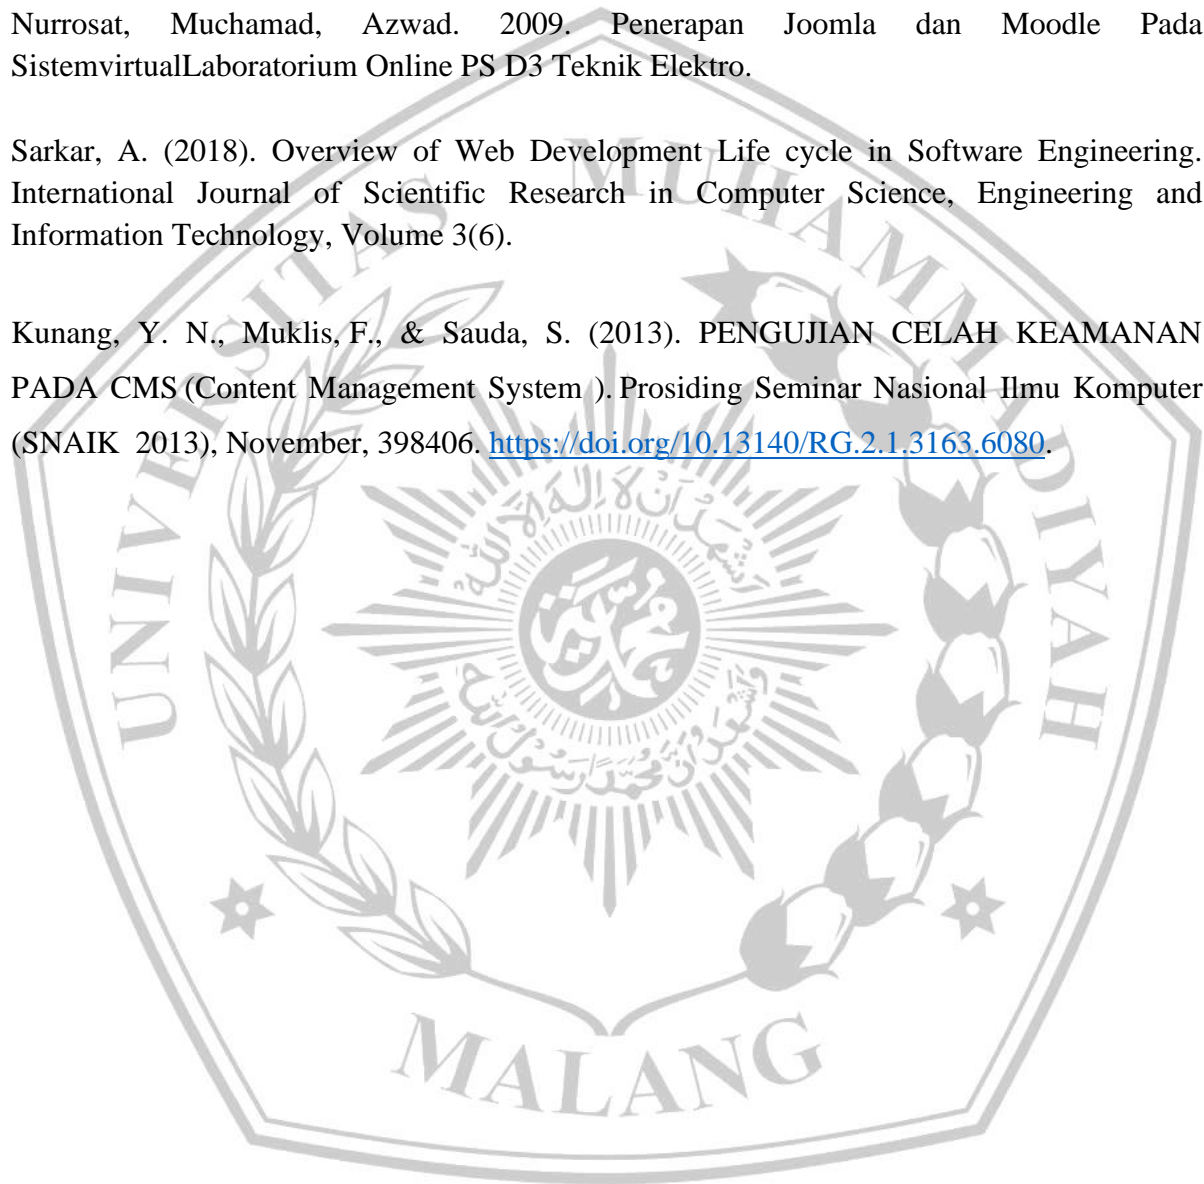 Nurrosat, Muchamad, Azwad. 2009. Penerapan Joomla dan Moodle Pada
SistemvirtualLaboratorium Online PS D3 Teknik Elektro.
Sarkar, A. (2018). Overview of Web Development Life cycle in Software Engineering.
International Journal of Scientific Research in Computer Science, Engineering and
Information Technology, Volume 3(6).
Kunang, Y. N., Muklis, F., & Sauda, S. (2013). PENGUJIAN CELAH KEAMANAN
PADA CMS (Content Management System ). Prosiding Seminar Nasional Ilmu Komputer
(SNAIK 2013), November, 398406. https://doi.org/10.13140/RG.2.1.3163.6080.
UNIVERSITAS MUHAMMADIYAH
MALANG